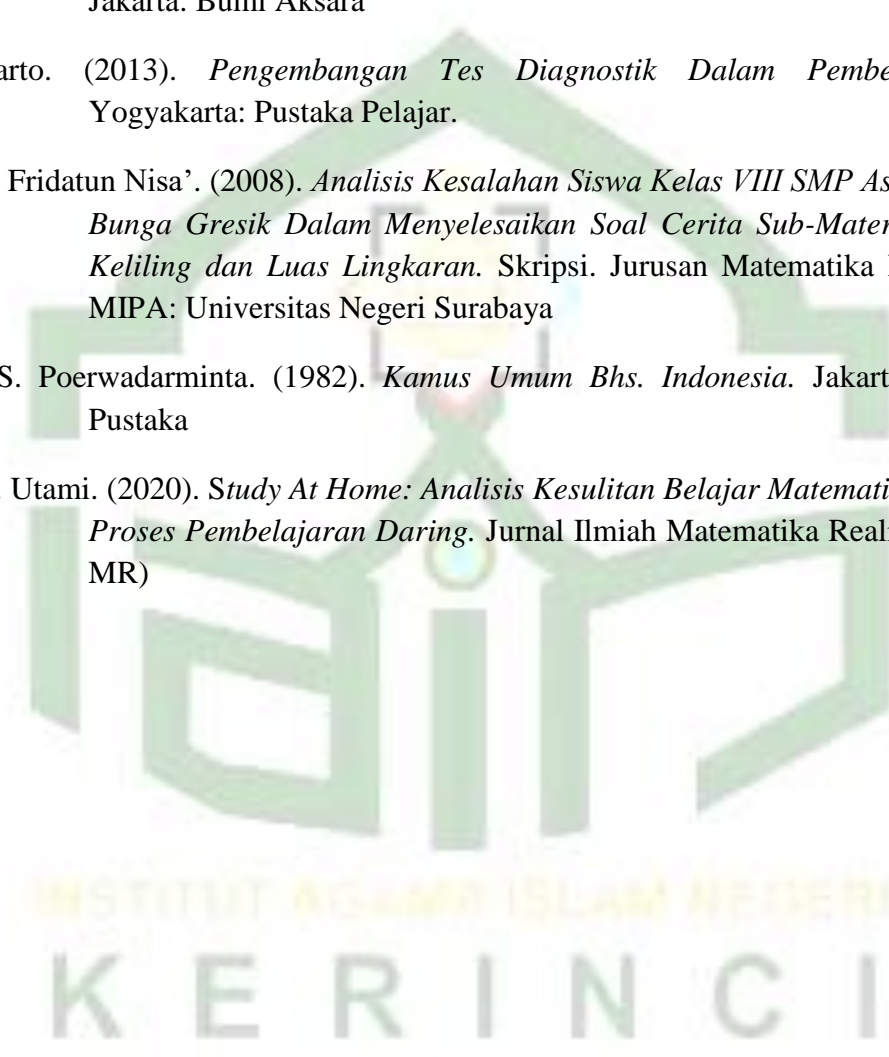 Jakarta. Bumi Aksara
arto. (2013). Pengembangan Tes Diagnostik Dalam Pembe
Yogyakarta: Pustaka Pelajar.
Fridatun Nisa’. (2008). Analisis Kesalahan Siswa Kelas VIII SMP As
Bunga Gresik Dalam Menyelesaikan Soal Cerita Sub-Mater
Keliling dan Luas Lingkaran. Skripsi. Jurusan Matematika
MIPA: Universitas Negeri Surabaya
S. Poerwadarminta. (1982). Kamus Umum Bhs. Indonesia. Jakart
Pustaka
Utami. (2020). Study At Home: Analisis Kesulitan Belajar Matemati
Proses Pembelajaran Daring. Jurnal Ilmiah Matematika Reali
MR)
INSTITUT AGAMA ISLAM NEGERI
KERINCI